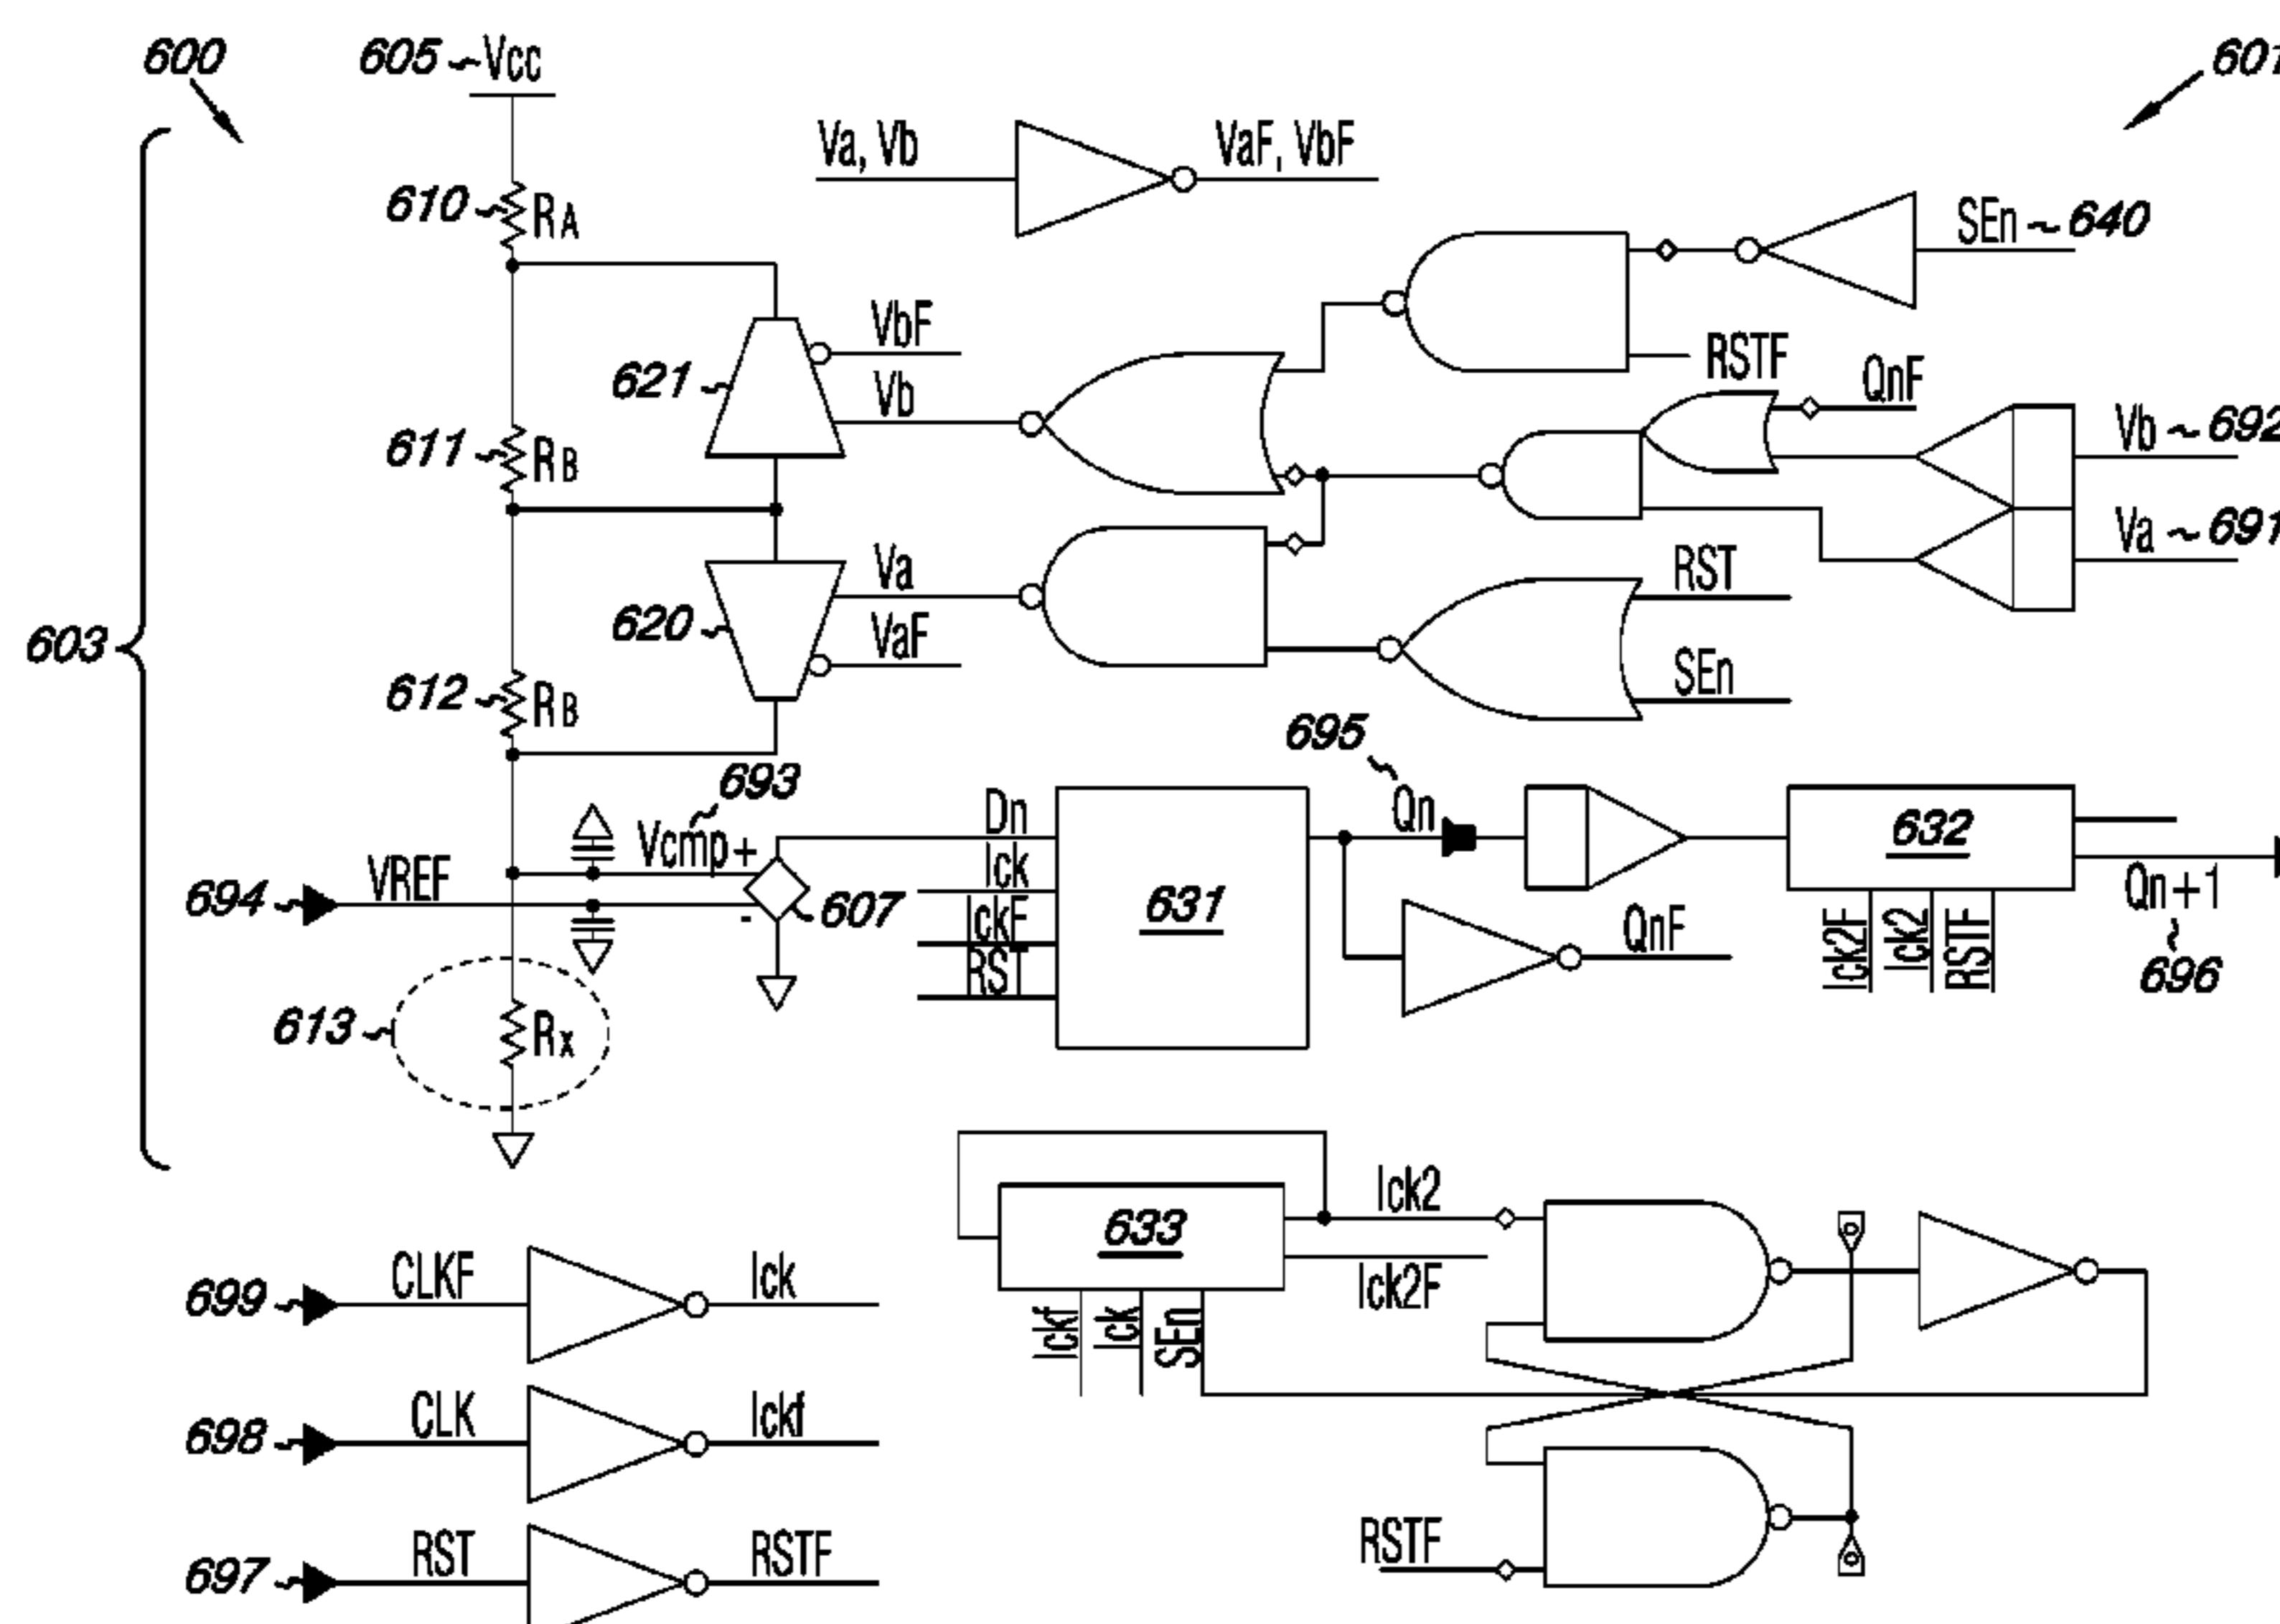 600
605 Vcc
601
Va, Vb
VaF, VbF
610 RA
SEn 640
VbF
RSTF
QnF
621
Vb
Vb 692
611 RB
Va 691
Va
RST
603
620
VaF
SEn
612 RB
695
693
Dn
Qn
632
Vcmp +
Ick
694 VREF
-
607
IckF
631
QnF
Qn+1
RST
Ick2F
Ick2
RSTF
696
613 Rx
Ick2
633
699 CLKF Ick
Ick2F
Ickf
Ick
SEn
698 CLK Ickf
697 RST RSTF
RSTF